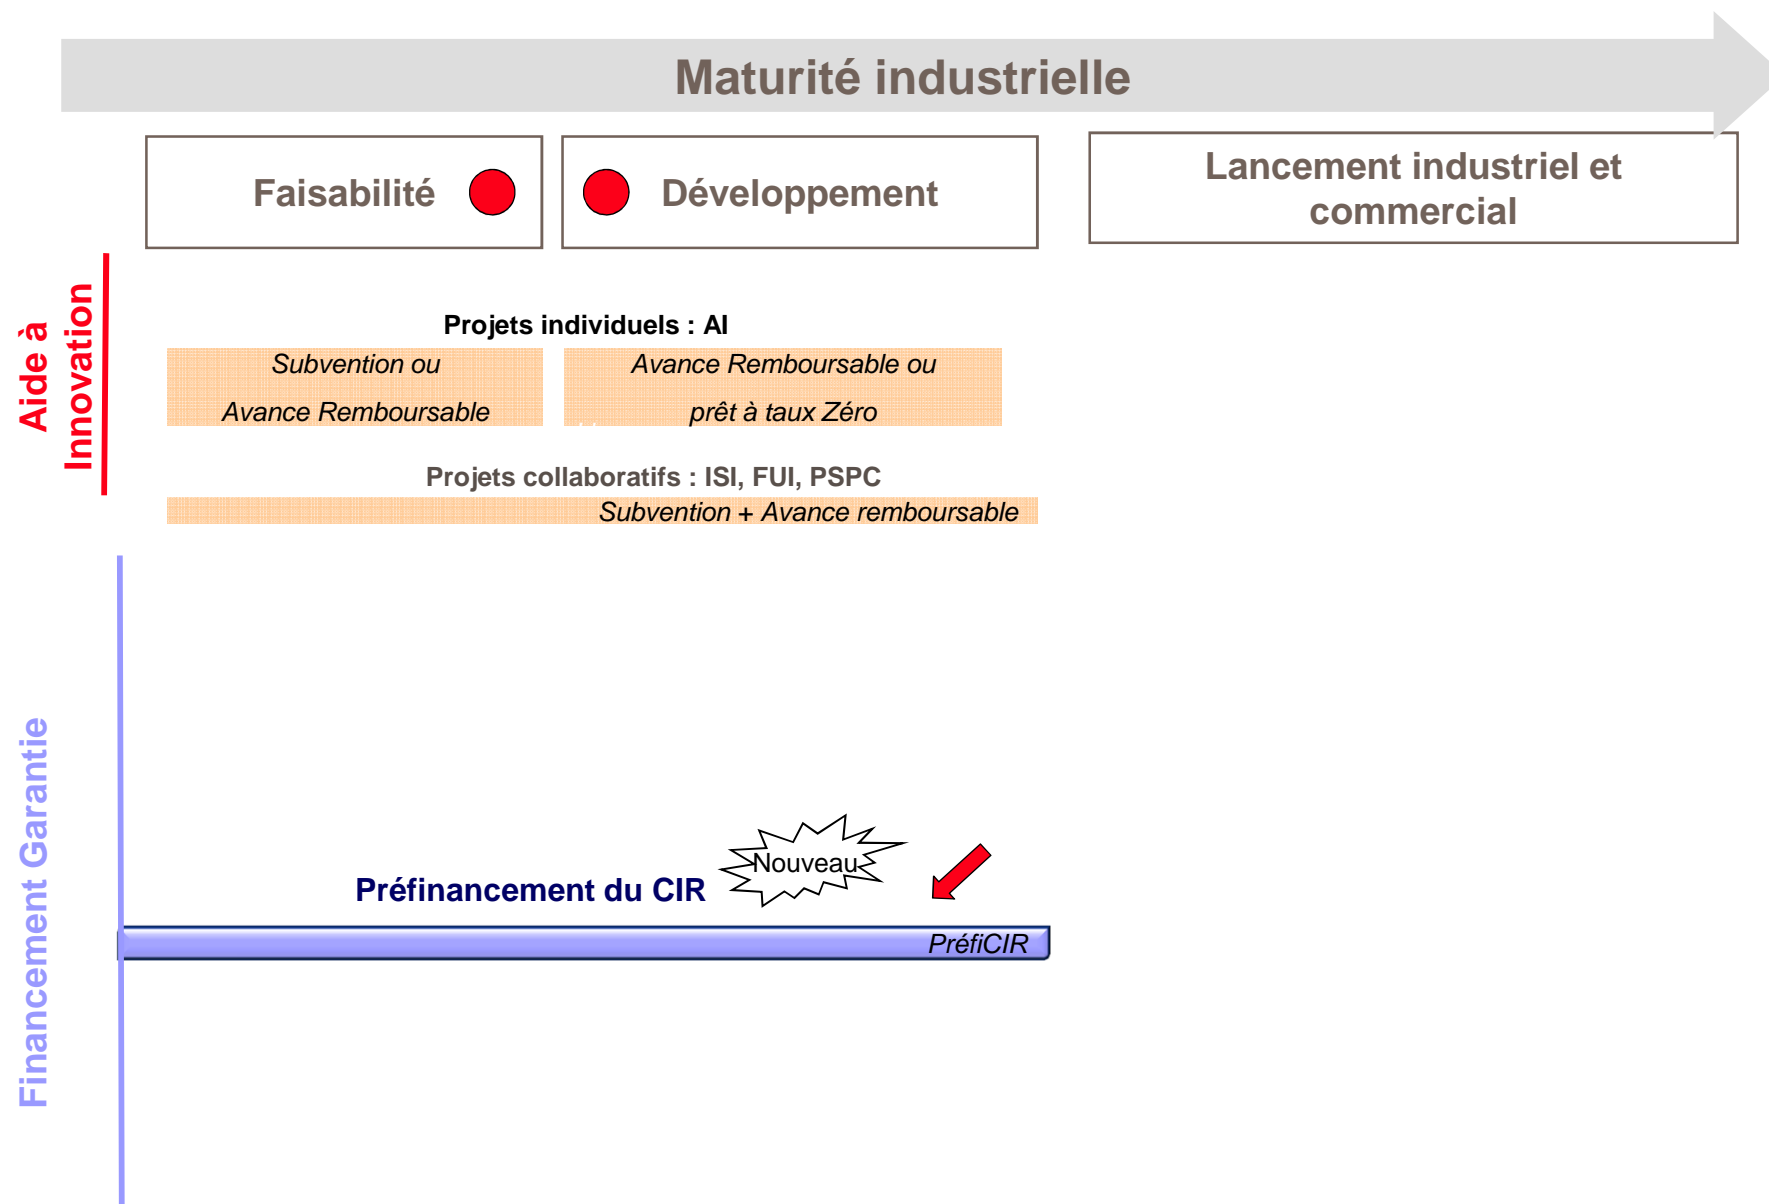 Maturité industrielle
Faisabilité
Développement
Lancement industriel et
commercial
Aide à
Innovation
Projets individuels : AI
Subvention ou
Avance Remboursable
Avance Remboursable ou
prêt à taux Zéro
Projets collaboratifs : ISI, FUI, PSPC
Subvention + Avance remboursable
Financement Garantie
Nouveau
Préfinancement du CIR
PréfiCIR